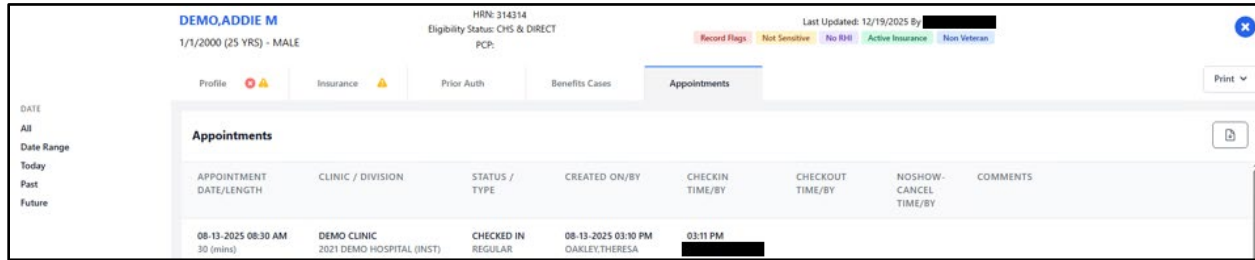 DEMO,ADDIE M
1/1/2000 (25 YRS) - MALE
HRN: 314314
Eligibility Status: CHS & DIRECT
PCP:
Last Updated: 12/19/2025 By
Record Flags Not Sensitive No RHI Active Insurance Non Veteran
Profile Insurance Prior Auth Benefits Cases Appointments
Print
DATE
All
Date Range
Today
Past
Future
Appointments
APPOINTMENT DATE/LENGTH
CLINIC / DIVISION
STATUS / TYPE
CREATED ON/BY
CHECKIN TIME/BY
CHECKOUT TIME/BY
NOSHOW-CANCEL TIME/BY
COMMENTS
08-13-2025 08:30 AM DEMO CLINIC CHECKED IN 08-13-2025 03:10 PM 03:11 PM
30 (mins) 2021 DEMO HOSPITAL (INST) REGULAR OAKLEY,THERESA